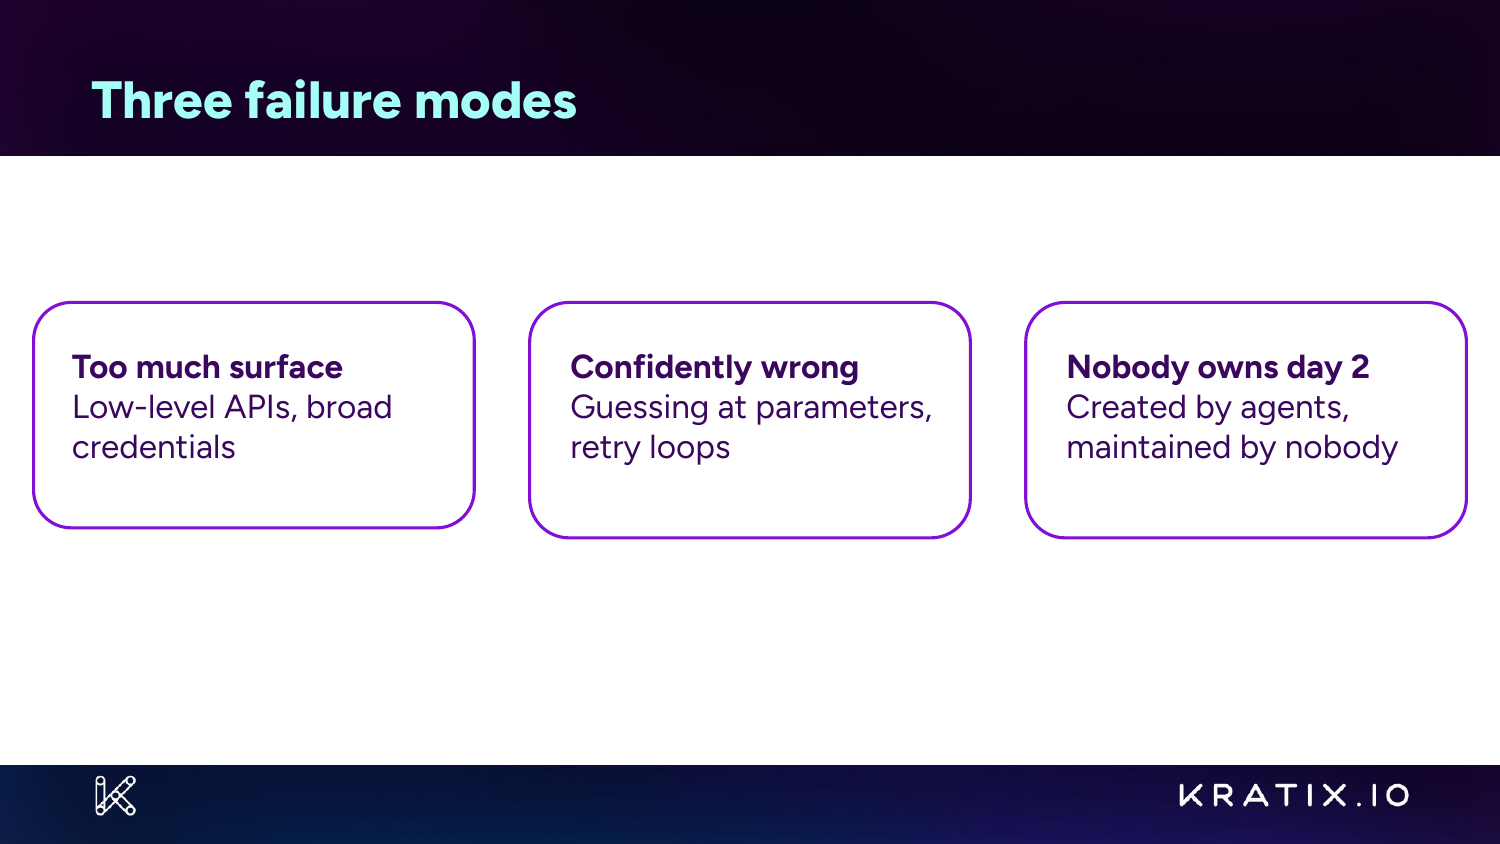 Three failure modes
Too much surface
Low-level APIs, broad
credentials
Confidently wrong
Guessing at parameters,
retry loops
Nobody owns day 2
Created by agents,
maintained by nobody
KRATIX.IO